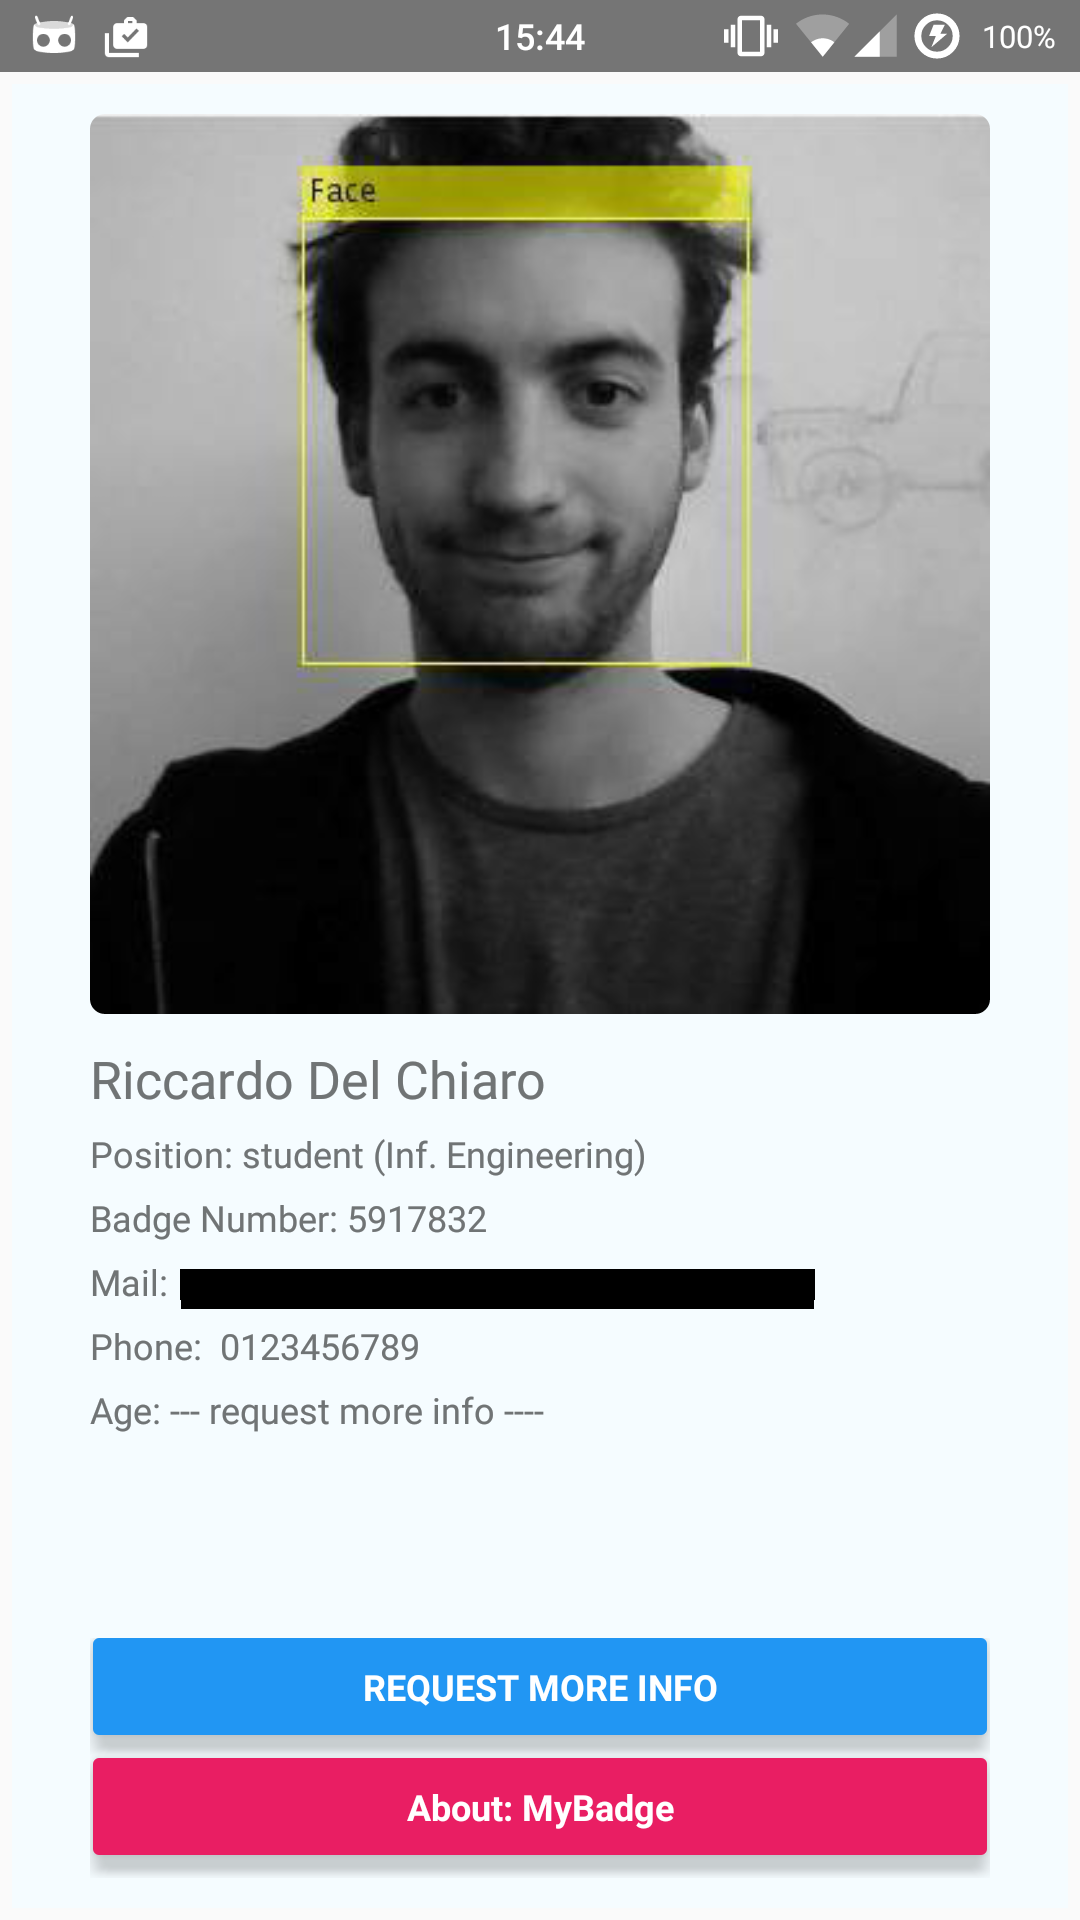 15:44 100%
Face
Riccardo Del Chiaro
Position: student (Inf. Engineering)
Badge Number: 5917832
Mail:
Phone:  0123456789
Age: --- request more info ----
REQUEST MORE INFO
About: MyBadge